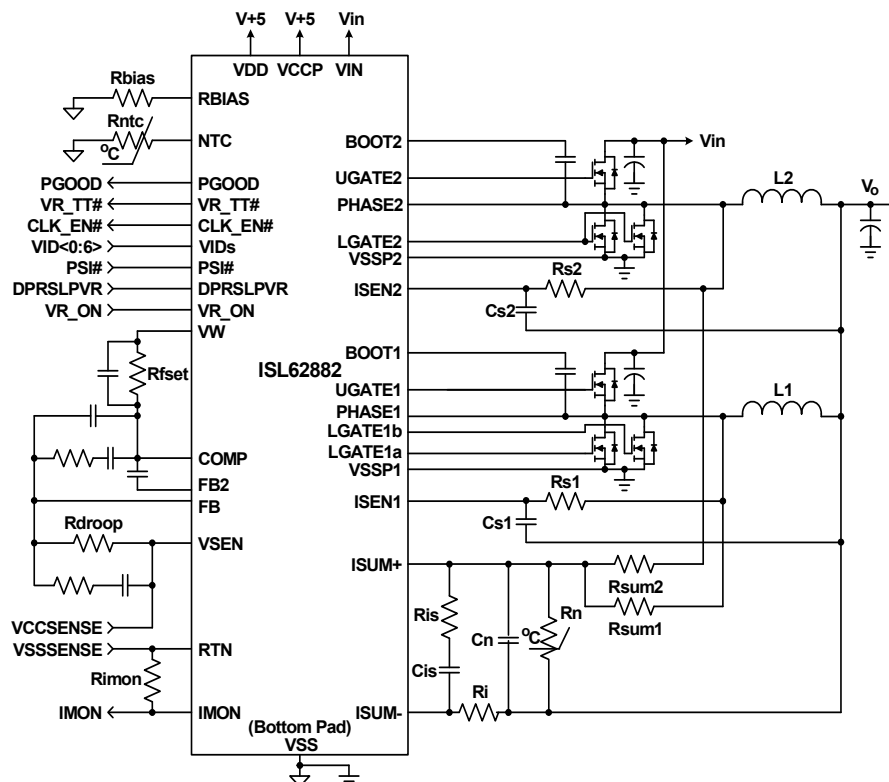 V+5 V+5 Vin
VDD VCCP VIN
Rbias
RBIAS
Rntc
°C
NTC
PGOOD PGOOD
VR_TT# VR_TT#
CLK_EN# CLK_EN#
VID<0:6> VIDs
PSI# PSI#
DPRSLPVR DPRSLPVR
VR_ON VR_ON
VW
Rfset
COMP
FB2
FB
Rdroop
VSEN
VCCSENSE
VSSSENSE RTN
Rimon
IMON IMON
ISL62882
(Bottom Pad)
VSS
BOOT2
Vin
UGATE2
PHASE2
L2
Vo
LGATE2
VSSP2
Rs2
ISEN2
Cs2
BOOT1
UGATE1
PHASE1
L1
LGATE1b
LGATE1a
VSSP1
Rs1
ISEN1
Cs1
ISUM+
Rsum2
Rsum1
Ris
Cn
°C
Rn
Cis
Ri
ISUM-